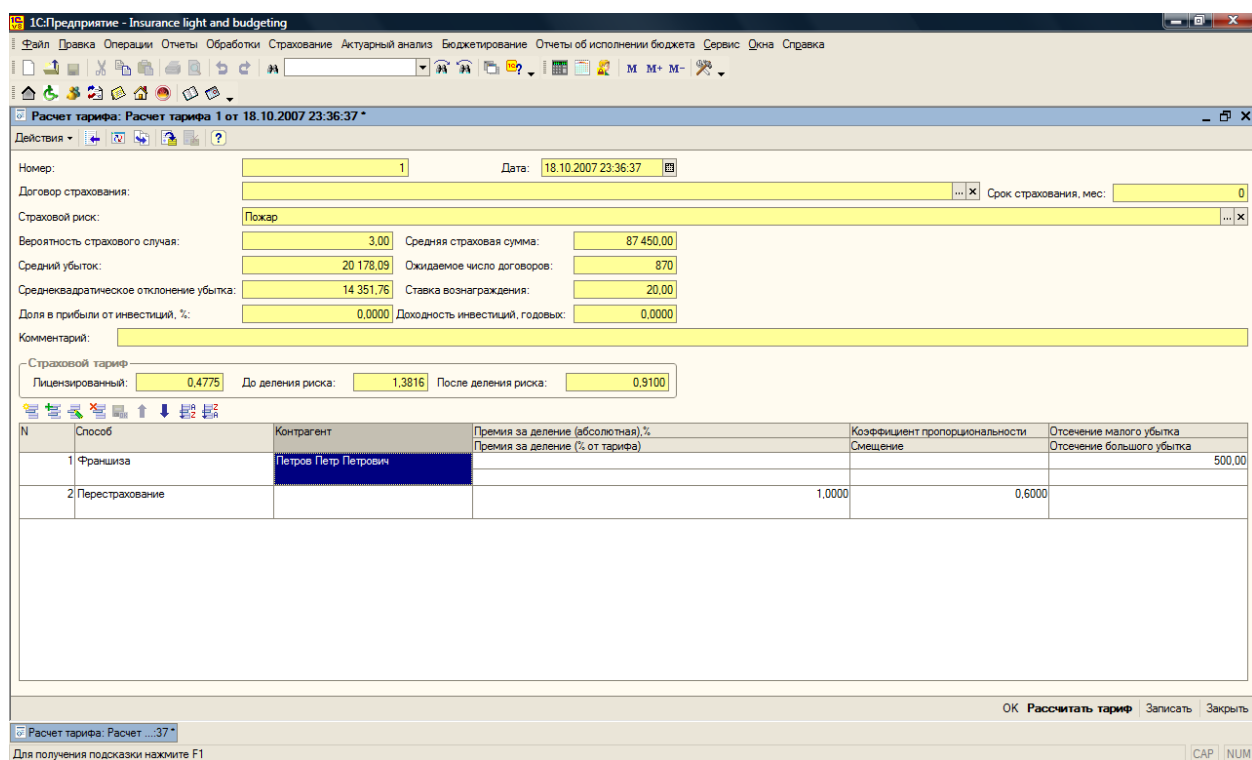 1С:Предприятие - Insurance light and budgeting
Файл Правка Операции Отчеты Обработки Страхование Актуарный анализ Бюджетирование Отчеты об исполнении бюджета Сервис Окна Справка
M M+ M-
Расчет тарифа: Расчет тарифа 1 от 18.10.2007 23:36:37 *
Действия
Номер: 1 Дата: 18.10.2007 23:36:37
Договор страхования: ... x Срок страхования, мес: 0
Страховой риск: Пожар ... x
Вероятность страхового случая: 3,00 Средняя страховая сумма: 87 450,00
Средний убыток: 20 178,09 Ожидаемое число договоров: 870
Среднеквадратическое отклонение убытка: 14 351,76 Ставка вознаграждения: 20,00
Доля в прибыли от инвестиций, %: 0,0000 Доходность инвестиций, годовых: 0,0000
Комментарий:
Страховой тариф
Лицензированный: 0,4775 До деления риска: 1,3816 После деления риска: 0,9100
N Способ Контрагент Премия за деление (абсолютная),% Коэффициент пропорциональности Отсечение малого убытка
Премия за деление (% от тарифа) Смещение Отсечение большого убытка
1 Франшиза Петров Петр Петрович 500,00
2 Перестрахование 1,0000 0,6000
OK Рассчитать тариф Записать Закрыть
Расчет тарифа: Расчет ...:37 *
Для получения подсказки нажмите F1 CAP NUM